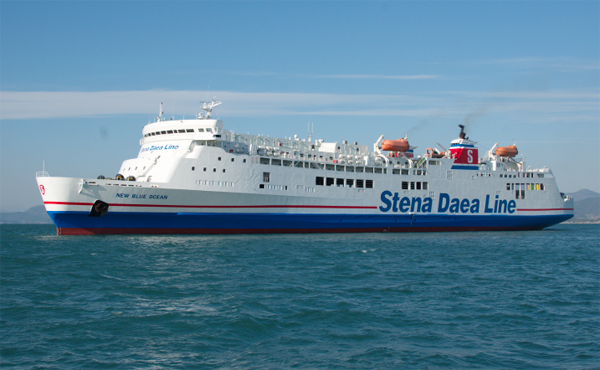 Stena Daea Line
S
NEW BLUE OCEAN
Stena Daea Line